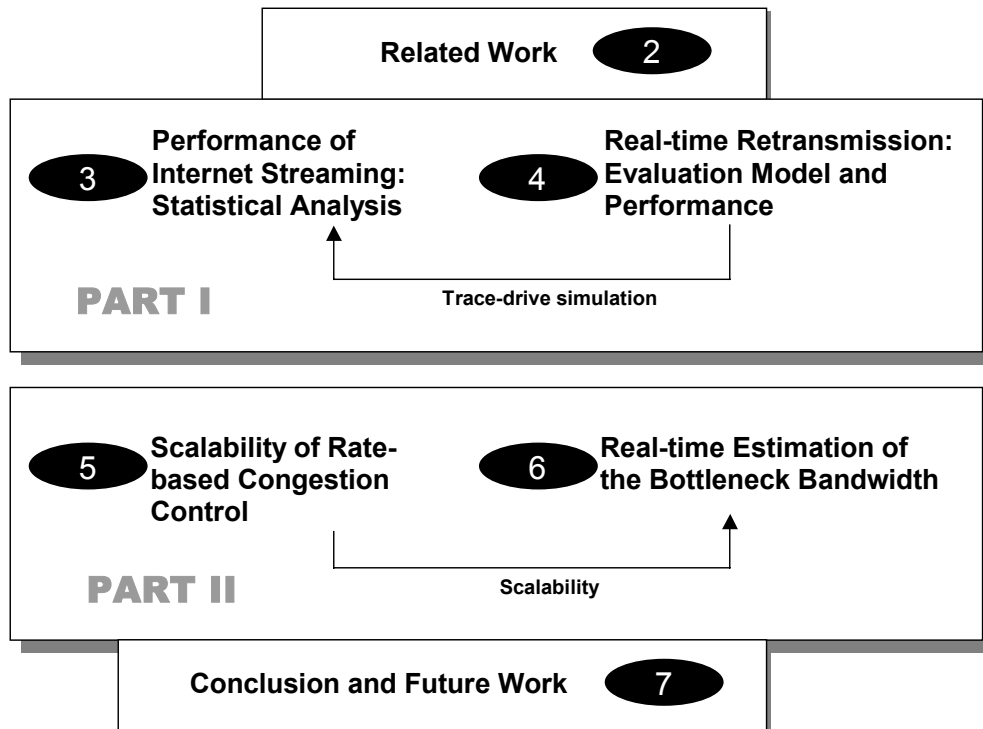 Related Work 2
3
Performance of
Internet Streaming:
Statistical Analysis
4
Real-time Retransmission:
Evaluation Model and
Performance
Trace-drive simulation
PART I
5
Scalability of Rate-
based Congestion
Control
6
Real-time Estimation of
the Bottleneck Bandwidth
Scalability
PART II
Conclusion and Future Work 7